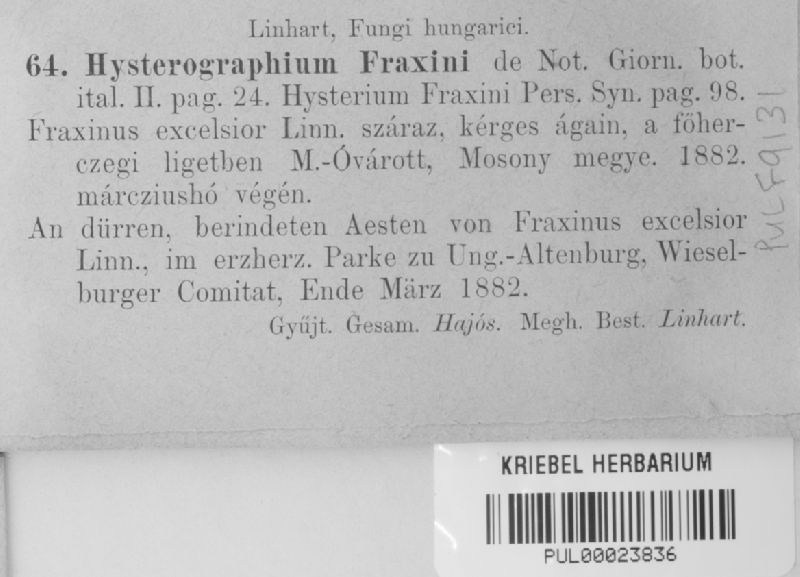 Linhart, Fungi hungarici.
64. Hysterographium Fraxini de Not. Giorn. bot.
ital. II. pag. 24. Hysterium Fraxini Pers. Syn. pag. 98.
Fraxinus excelsior Linn. száraz, kérges ágain, a főher-
czegi ligetben M.-Óvárott, Mosony megye. 1882.
márcziushó végén.
An dürren, berindeten Aesten von Fraxinus excelsior
Linn., im erzherz. Parke zu Ung.-Altenburg, Wiesel-
burger Comitat, Ende März 1882.
Gyűjt. Gesam. Hajós. Megh. Best. Linhart.
PUL F9131
KRIEBEL HERBARIUM
PUL00023836